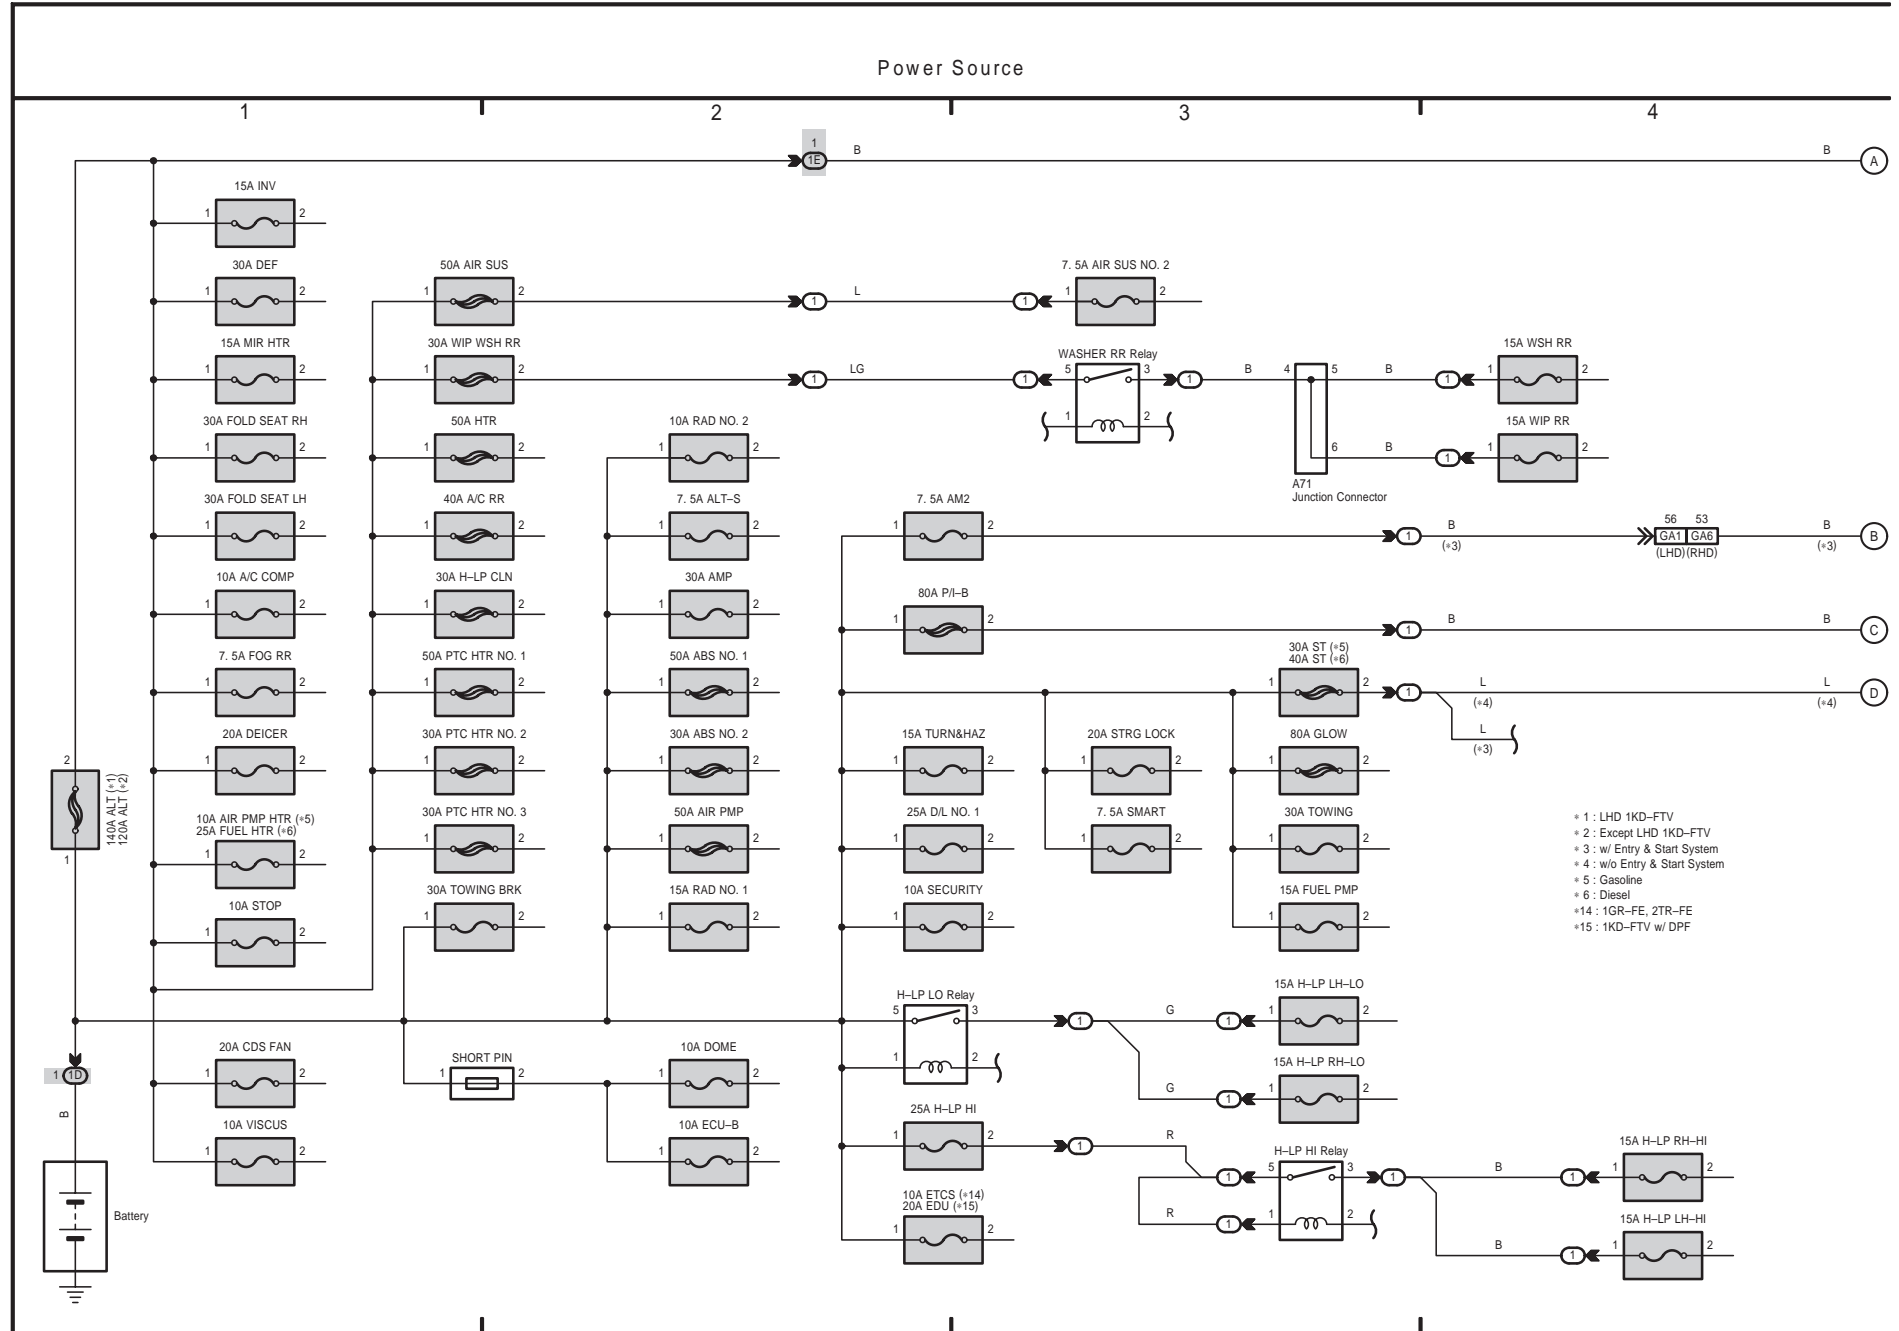 Power Source
1 2 3 4
1
1E
B B A
15A INV
1 2
30A DEF
1 2
50A AIR SUS
1 2
1 L 1
7. 5A AIR SUS NO. 2
1 2
15A MIR HTR
1 2
30A WIP WSH RR
1 2
1 LG 1
WASHER RR Relay
5 3
1 2
1 B 4 5 B 1
6 B 1
A71
Junction Connector
15A WSH RR
1 2
15A WIP RR
1 2
30A FOLD SEAT RH
1 2
50A HTR
1 2
10A RAD NO. 2
1 2
30A FOLD SEAT LH
1 2
40A A/C RR
1 2
7. 5A ALT–S
1 2
7. 5A AM2
1 2
1 B
(*3)
56 53
GA1 GA6
(LHD)(RHD)
B
(*3)
B
10A A/C COMP
1 2
30A H–LP CLN
1 2
30A AMP
1 2
80A P/I–B
1 2
1 B B C
7. 5A FOG RR
1 2
50A PTC HTR NO. 1
1 2
50A ABS NO. 1
1 2
30A ST (*5)
40A ST (*6)
1 2
1 L
(*4)
L
(*4)
D
L
(*3)
20A DEICER
1 2
30A PTC HTR NO. 2
1 2
30A ABS NO. 2
1 2
15A TURN&HAZ
1 2
20A STRG LOCK
1 2
80A GLOW
1 2
2
140A ALT (*1)
120A ALT (*2)
1
10A AIR PMP HTR (*5)
25A FUEL HTR (*6)
1 2
30A PTC HTR NO. 3
1 2
50A AIR PMP
1 2
25A D/L NO. 1
1 2
7. 5A SMART
1 2
30A TOWING
1 2
* 1 : LHD 1KD–FTV
* 2 : Except LHD 1KD–FTV
* 3 : w/ Entry & Start System
* 4 : w/o Entry & Start System
* 5 : Gasoline
* 6 : Diesel
*14 : 1GR–FE, 2TR–FE
*15 : 1KD–FTV w/ DPF
10A STOP
1 2
30A TOWING BRK
1 2
15A RAD NO. 1
1 2
10A SECURITY
1 2
15A FUEL PMP
1 2
H–LP LO Relay
5 3
1 2
1 G 1
15A H–LP LH–LO
1 2
G 1
15A H–LP RH–LO
1 2
1 1D
B
20A CDS FAN
1 2
SHORT PIN
1 2
10A DOME
1 2
10A VISCUS
1 2
10A ECU–B
1 2
25A H–LP HI
1 2
1 R
H–LP HI Relay
1 5 3 1
R 1 1 2
B 1
15A H–LP RH–HI
1 2
B 1
15A H–LP LH–HI
1 2
10A ETCS (*14)
20A EDU (*15)
1 2
Battery